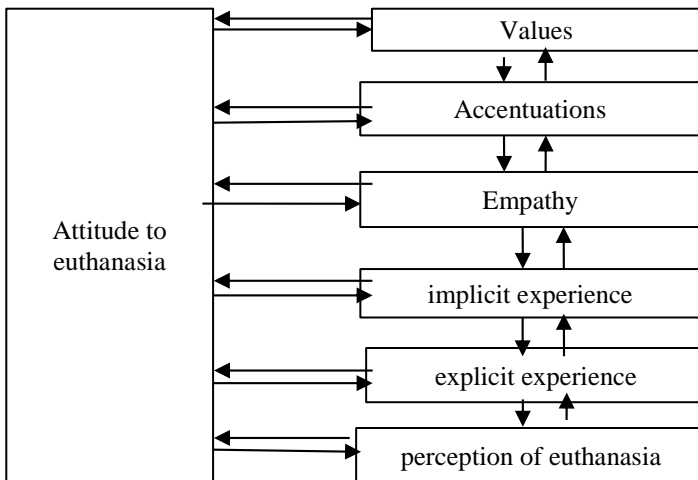 Attitude to
euthanasia
Values
Accentuations
Empathy
implicit experience
explicit experience
perception of euthanasia